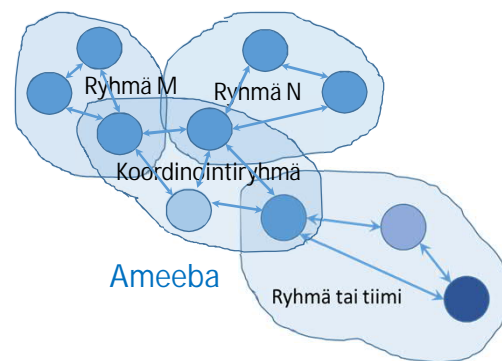 Ryhmä M
Ryhmä N
Koordinointiryhmä
Ameeba
Ryhmä tai tiimi